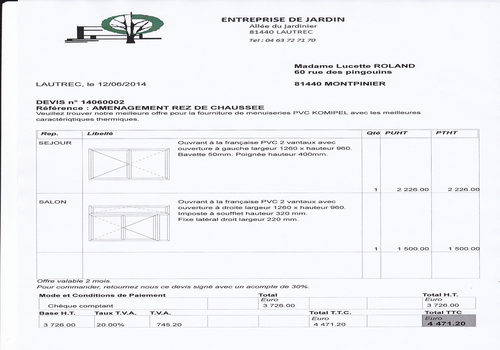 ENTREPRISE DE JARDIN
Allée du jardinier
81440 LAUTREC
Tel : 04 63 72 71 70
Madame Lucette ROLAND
60 rue des pingouins
LAUTREC, le 12/06/2014
81440 MONTPINIER
DEVIS n° 14060002
Référence : AMENAGEMENT REZ DE CHAUSSEE
Veuillez trouver notre meilleure offre pour la fourniture de menuiseries PVC KOMIPEL avec les meilleures
caractériqtiques thermiques.
Rep. Libellé Qté PUHT PTHT
SEJOUR Ouvrant à la française PVC 2 vantaux avec
ouverture à gauche largeur 1260 x hauteur 960.
Bavette 50mm. Poignée hauteur 400mm.
1 2 226.00 2 226.00
SALON Ouvrant à la française PVC 2 vantaux avec
ouverture à droite largeur 1260 x hauteur 960.
Imposte à soufflet hauteur 320 mm.
Fixe latéral droit largeur 220 mm.
1 1 500.00 1 500.00
Offre valable 2 mois.
Pour commander, retournez nous ce devis signé avec un acompte de 30%.
Mode et Conditions de Paiement Total Total H.T.
Euro Euro
Chéque comptant 3 726.00 3 726.00
Base H.T. Taux T.V.A. T.V.A. Total T.T.C. Total TTC
Euro
3 726.00 20.00% 745.20 4 471.20 4 471.20